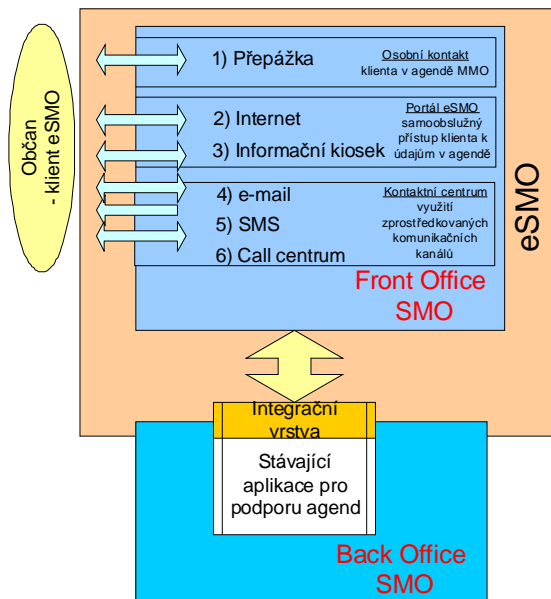 Občan
- klient eSMO
1) Přepážka
Osobní kontakt
klienta v agendě MMO
2) Internet
3) Informační kiosek
Portál eSMO
samoobslužný
přístup klienta k
údajům v agendě
4) e-mail
5) SMS
6) Call centrum
Kontaktní centrum
využití
zprostředkovaných
komunikačních
kanálů
Front Office
SMO
eSMO
Integrační
vrstva
Stávající
aplikace pro
podporu agend
Back Office
SMO